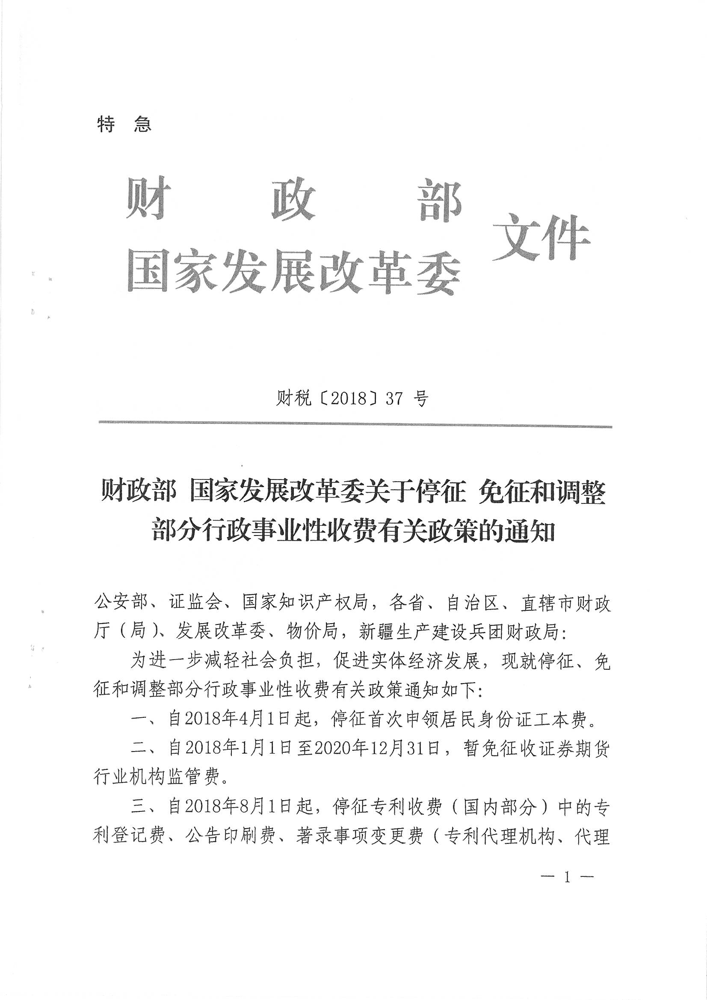 特 急
财 政 部
文件
国家发展改革委
财税〔2018〕37 号
财政部 国家发展改革委关于停征 免征和调整
部分行政事业性收费有关政策的通知
公安部、证监会、国家知识产权局，各省、自治区、直辖市财政
厅（局）、发展改革委、物价局，新疆生产建设兵团财政局：
为进一步减轻社会负担，促进实体经济发展，现就停征、免
征和调整部分行政事业性收费有关政策通知如下：
一、自2018年4月1日起，停征首次申领居民身份证工本费。
二、自2018年1月1日至2020年12月31日，暂免征收证券期货
行业机构监管费。
三、自2018年8月1日起，停征专利收费（国内部分）中的专
利登记费、公告印刷费、著录事项变更费（专利代理机构、代理
— 1 —